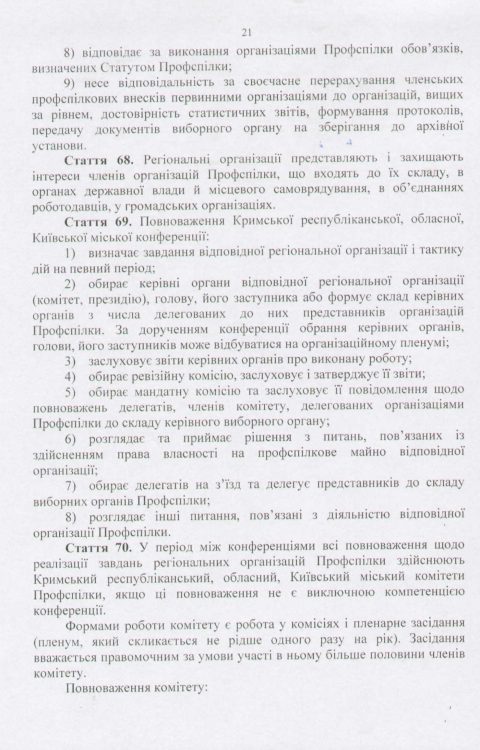 21
8) відповідає за виконання організаціями Профспілки обов’язків,
визначених Статутом Профспілки;
9) несе відповідальність за своєчасне перерахування членських
профспілкових внесків первинними організаціями до організацій, вищих
за рівнем, достовірність статистичних звітів, формування протоколів,
передачу документів виборного органу на зберігання до архівної
установи.
Стаття 68. Регіональні організації представляють і захищають
інтереси членів організацій Профспілки, що входять до їх складу, в
органах державної влади й місцевого самоврядування, в об’єднаннях
роботодавців, у громадських організаціях.
Стаття 69. Повноваження Кримської республіканської, обласної,
Київської міської конференції:
1) визначає завдання відповідної регіональної організації і тактику
дій на певний період;
2) обирає керівні органи відповідної регіональної організації
(комітет, президію), голову, його заступника або формує склад керівних
органів з числа делегованих до них представників організацій
Профспілки. За дорученням конференції обрання керівних органів,
голови, його заступників може відбуватися на організаційному пленумі;
3) заслуховує звіти керівних органів про виконану роботу;
4) обирає ревізійну комісію, заслуховує і затверджує її звіти;
5) обирає мандатну комісію та заслуховує її повідомлення щодо
повноважень делегатів, членів комітету, делегованих організаціями
Профспілки до складу керівного виборного органу;
6) розглядає та приймає рішення з питань, пов’язаних із
здійсненням права власності на профспілкове майно відповідної
організації;
7) обирає делегатів на з’їзд та делегує представників до складу
виборних органів Профспілки;
8) розглядає інші питання, пов’язані з діяльністю відповідної
організації Профспілки.
Стаття 70. У період між конференціями всі повноваження щодо
реалізації завдань регіональних організацій Профспілки здійснюють
Кримський республіканський, обласний, Київський міський комітети
Профспілки, якщо ці повноваження не є виключною компетенцією
конференції.
Формами роботи комітету є робота у комісіях і пленарне засідання
(пленум, який скликається не рідше одного разу на рік). Засідання
вважається правомочним за умови участі в ньому більше половини членів
комітету.
Повноваження комітету: